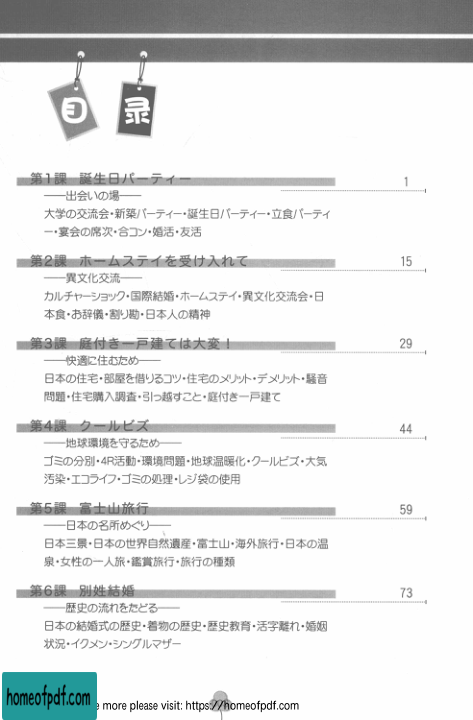 目录
第1課 誕生日パーティー 1
——出会いの場——
大学の交流会・新築パーティー・誕生日パーティー・立食パーティ
ー・宴会の席次・合コン・婚活・友活
第2課 ホームステイを受け入れて 15
——異文化交流——
カルチャーショック・国際結婚・ホームステイ・異文化交流会・日
本食・お辞儀・割り勘・日本人の精神
第3課 庭付き一戸建ては大変！ 29
——快適に住むため——
日本の住宅・部屋を借りるコツ・住宅のメリット・デメリット・騒音
問題・住宅購入調査・引っ越すこと・庭付き一戸建て
第4課 クールビズ 44
——地球環境を守るため——
ゴミの分別・4R活動・環境問題・地球温暖化・クールビズ・大気
汚染・エコライフ・ゴミの処理・レジ袋の使用
第5課 富士山旅行 59
——日本の名所めぐり——
日本三景・日本の世界自然遺産・富士山・海外旅行・日本の温
泉・女性の一人旅・鑑賞旅行・旅行の種類
第6課 別姓結婚 73
——歴史の流れをたどる——
日本の結婚式の歴史・着物の歴史・歴史教育・活字離れ・婚姻
状況・イクメン・シングルマザー
homeofpdf.com
e more please visit: https://homeofpdf.com